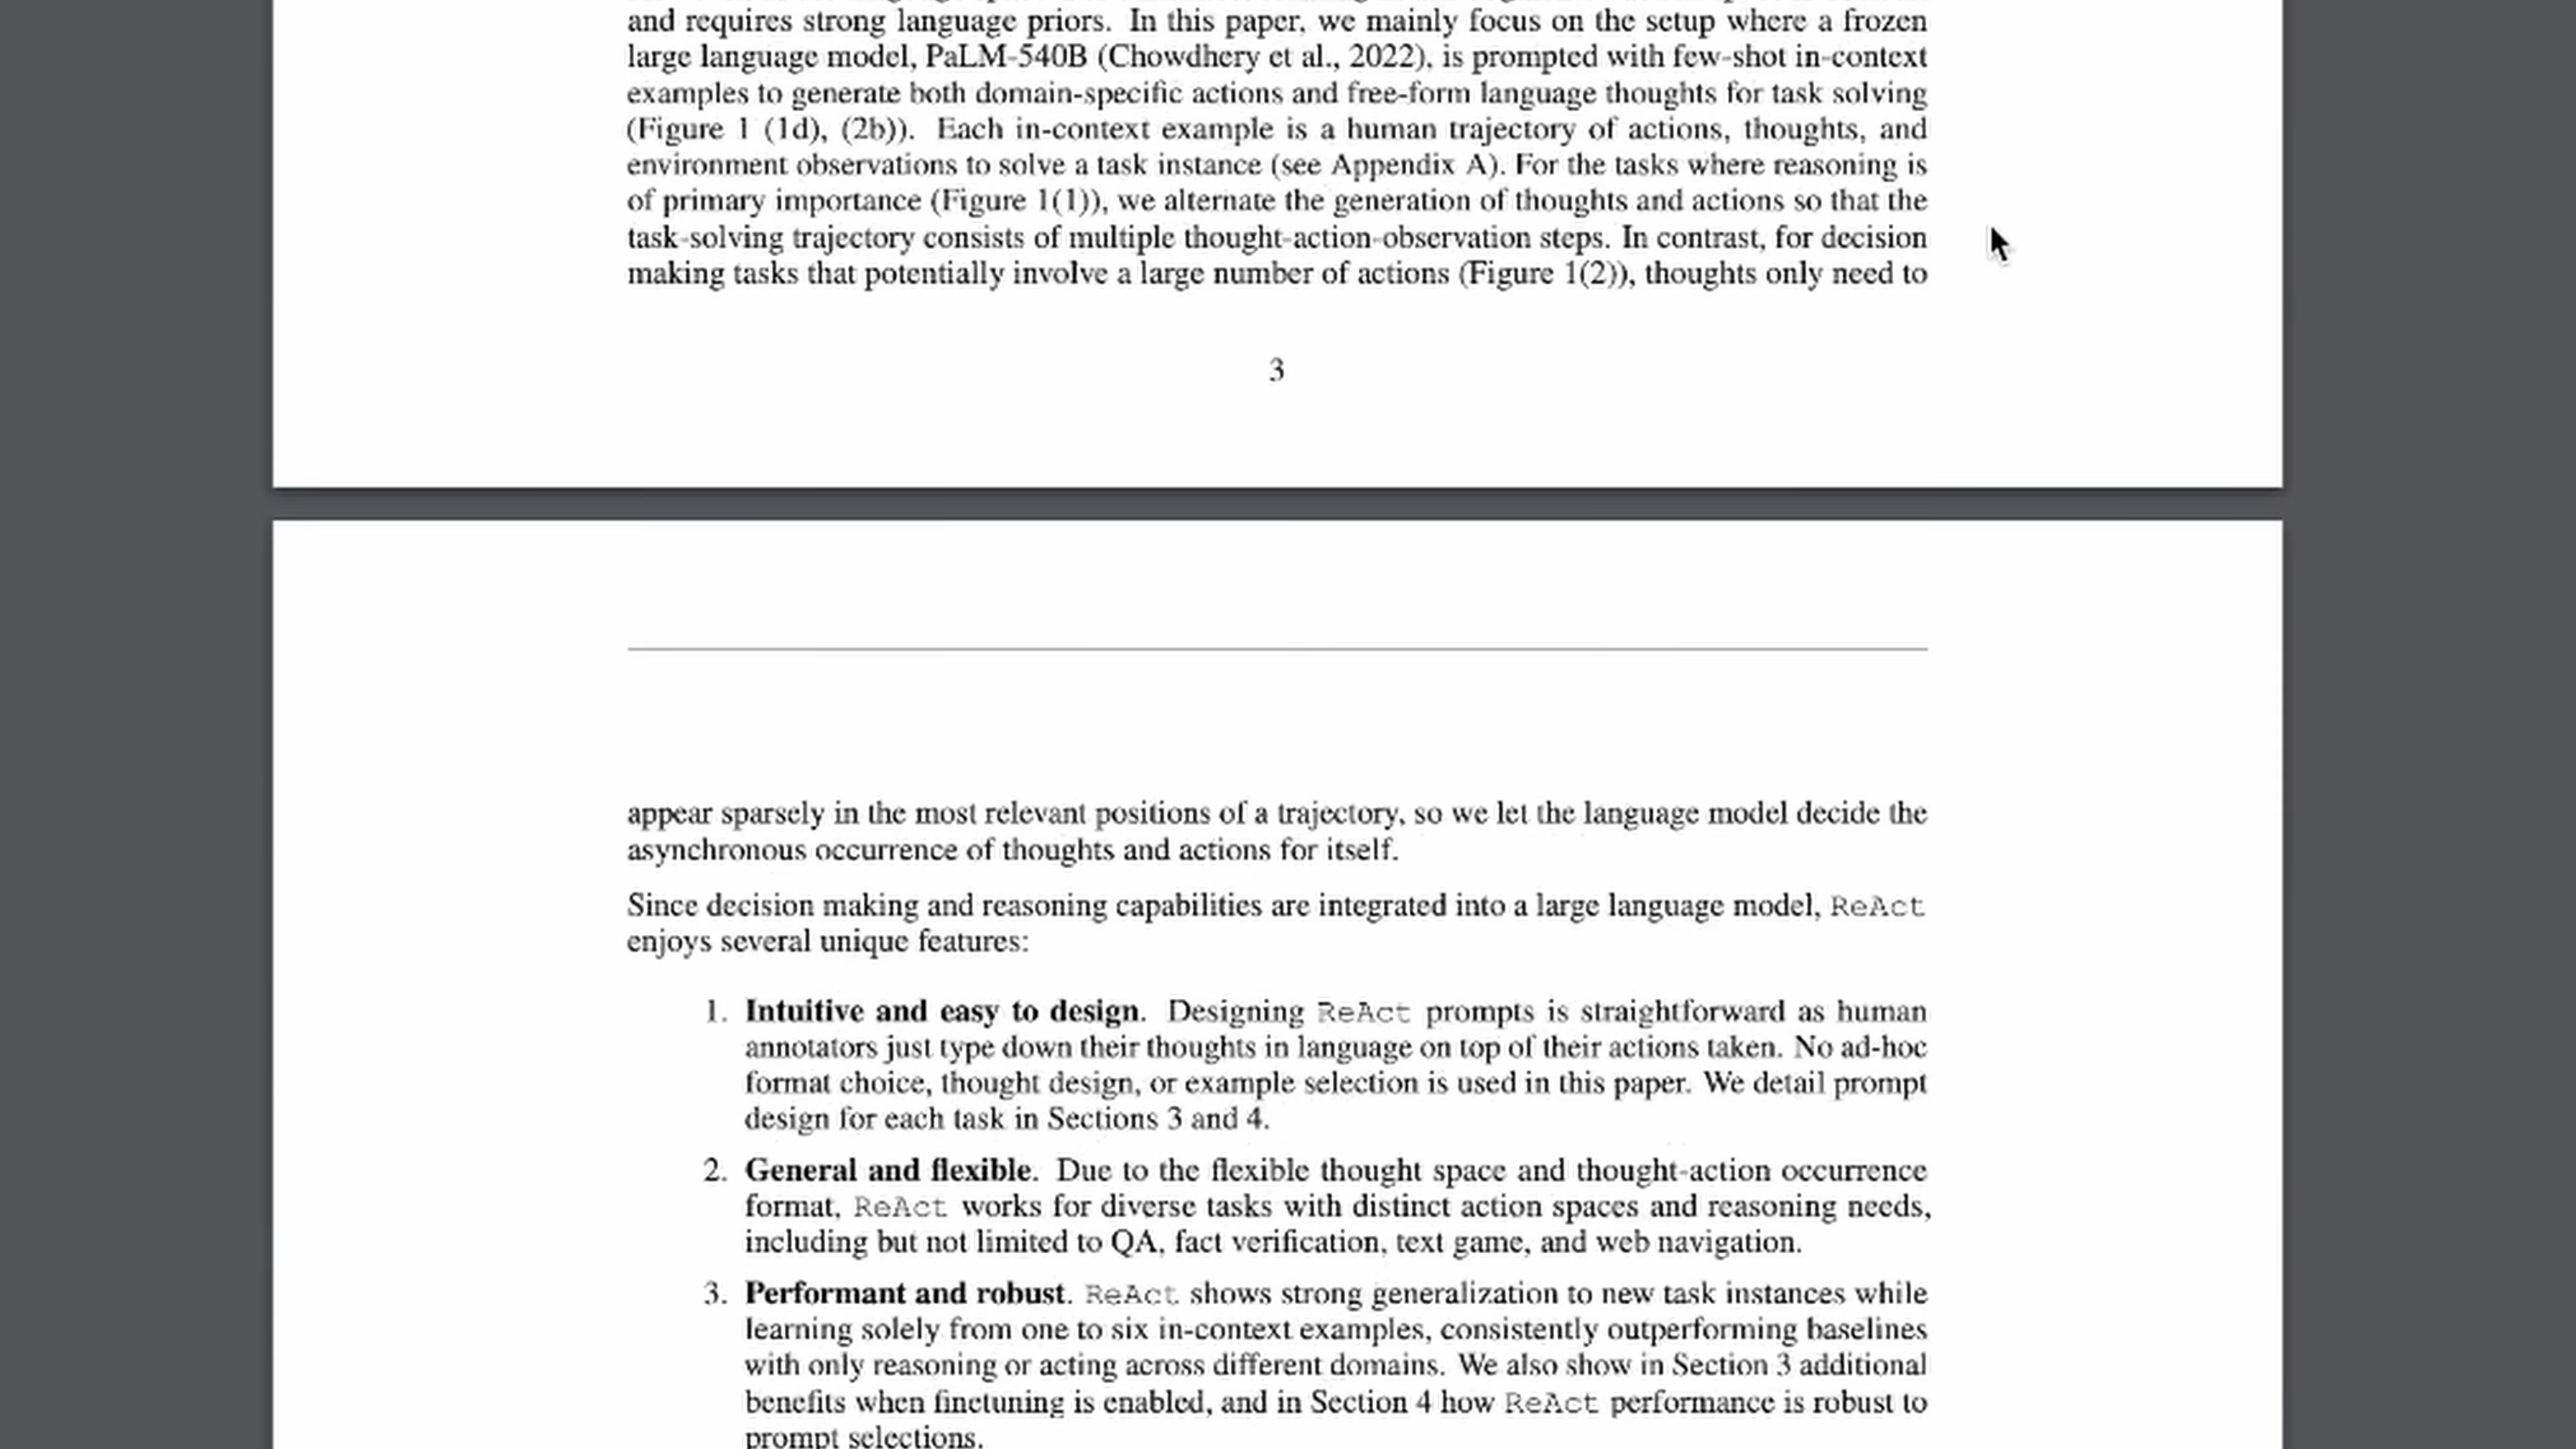 and requires strong language priors. In this paper, we mainly focus on the setup where a frozen
large language model, PaLM-540B (Chowdhery et al., 2022), is prompted with few-shot in-context
examples to generate both domain-specific actions and free-form language thoughts for task solving
(Figure 1 (1d), (2b)). Each in-context example is a human trajectory of actions, thoughts, and
environment observations to solve a task instance (see Appendix A). For the tasks where reasoning is
of primary importance (Figure 1(1)), we alternate the generation of thoughts and actions so that the
task-solving trajectory consists of multiple thought-action-observation steps. In contrast, for decision
making tasks that potentially involve a large number of actions (Figure 1(2)), thoughts only need to
3
appear sparsely in the most relevant positions of a trajectory, so we let the language model decide the
asynchronous occurrence of thoughts and actions for itself.
Since decision making and reasoning capabilities are integrated into a large language model, ReAct
enjoys several unique features:
1. Intuitive and easy to design. Designing ReAct prompts is straightforward as human
annotators just type down their thoughts in language on top of their actions taken. No ad-hoc
format choice, thought design, or example selection is used in this paper. We detail prompt
design for each task in Sections 3 and 4.
2. General and flexible. Due to the flexible thought space and thought-action occurrence
format, ReAct works for diverse tasks with distinct action spaces and reasoning needs,
including but not limited to QA, fact verification, text game, and web navigation.
3. Performant and robust. ReAct shows strong generalization to new task instances while
learning solely from one to six in-context examples, consistently outperforming baselines
with only reasoning or acting across different domains. We also show in Section 3 additional
benefits when finetuning is enabled, and in Section 4 how ReAct performance is robust to
prompt selections.